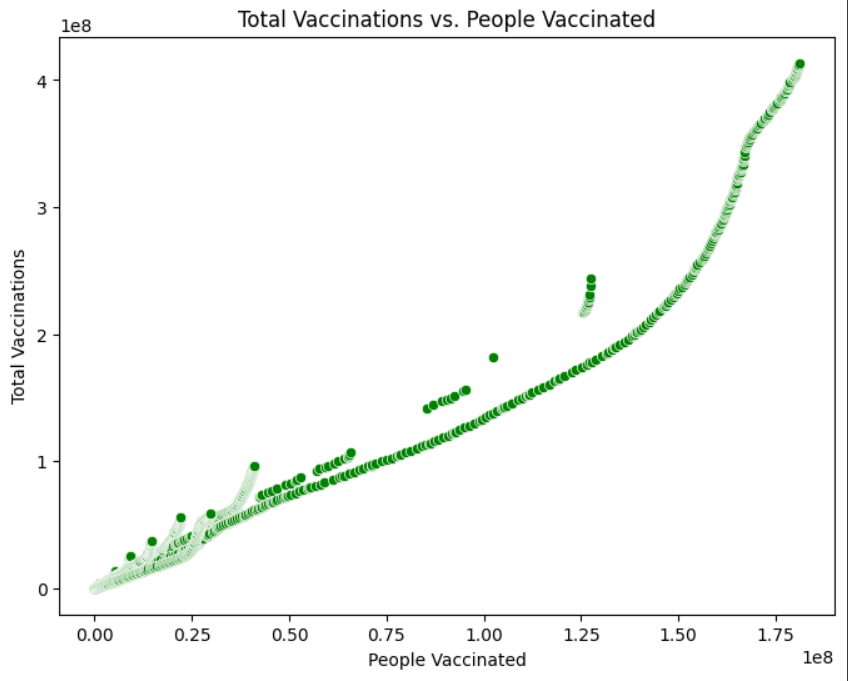 Total Vaccinations vs. People Vaccinated
1e8
4
3
2
1
0
Total Vaccinations
0.00 0.25 0.50 0.75 1.00 1.25 1.50 1.75
1e8
People Vaccinated